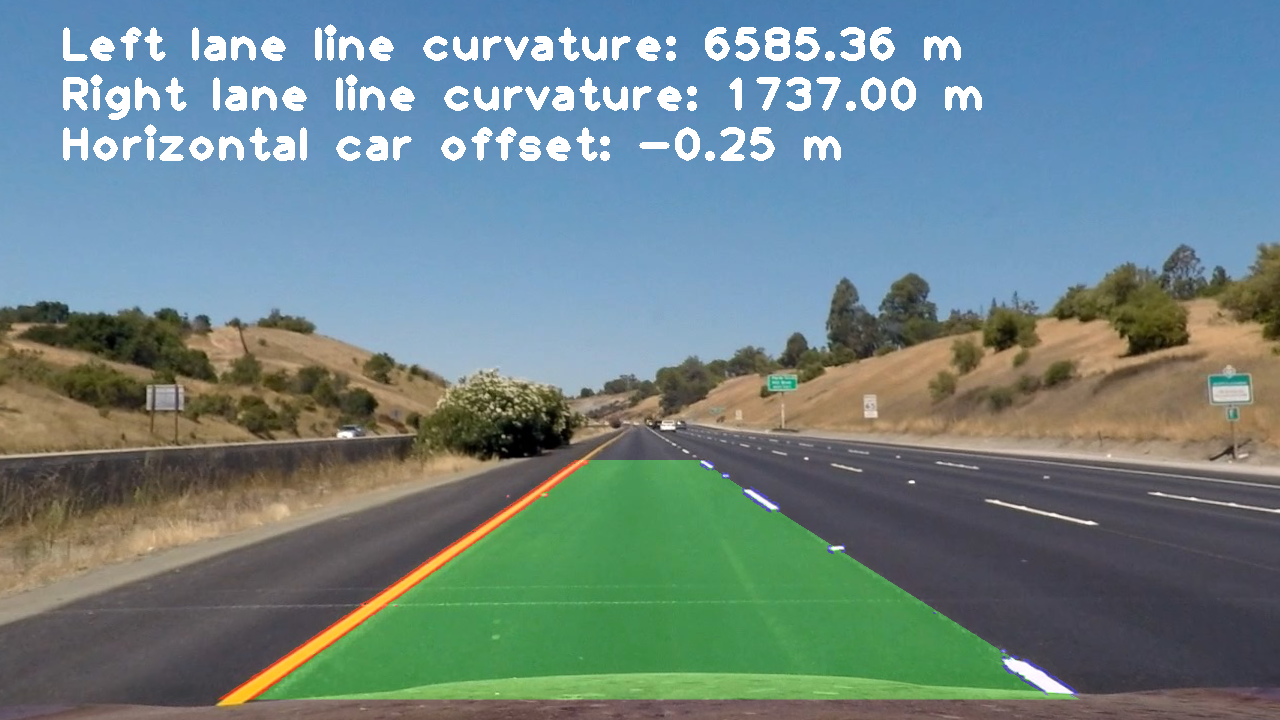 Left lane line curvature: 6585.36 m
Right lane line curvature: 1737.00 m
Horizontal car offset: -0.25 m